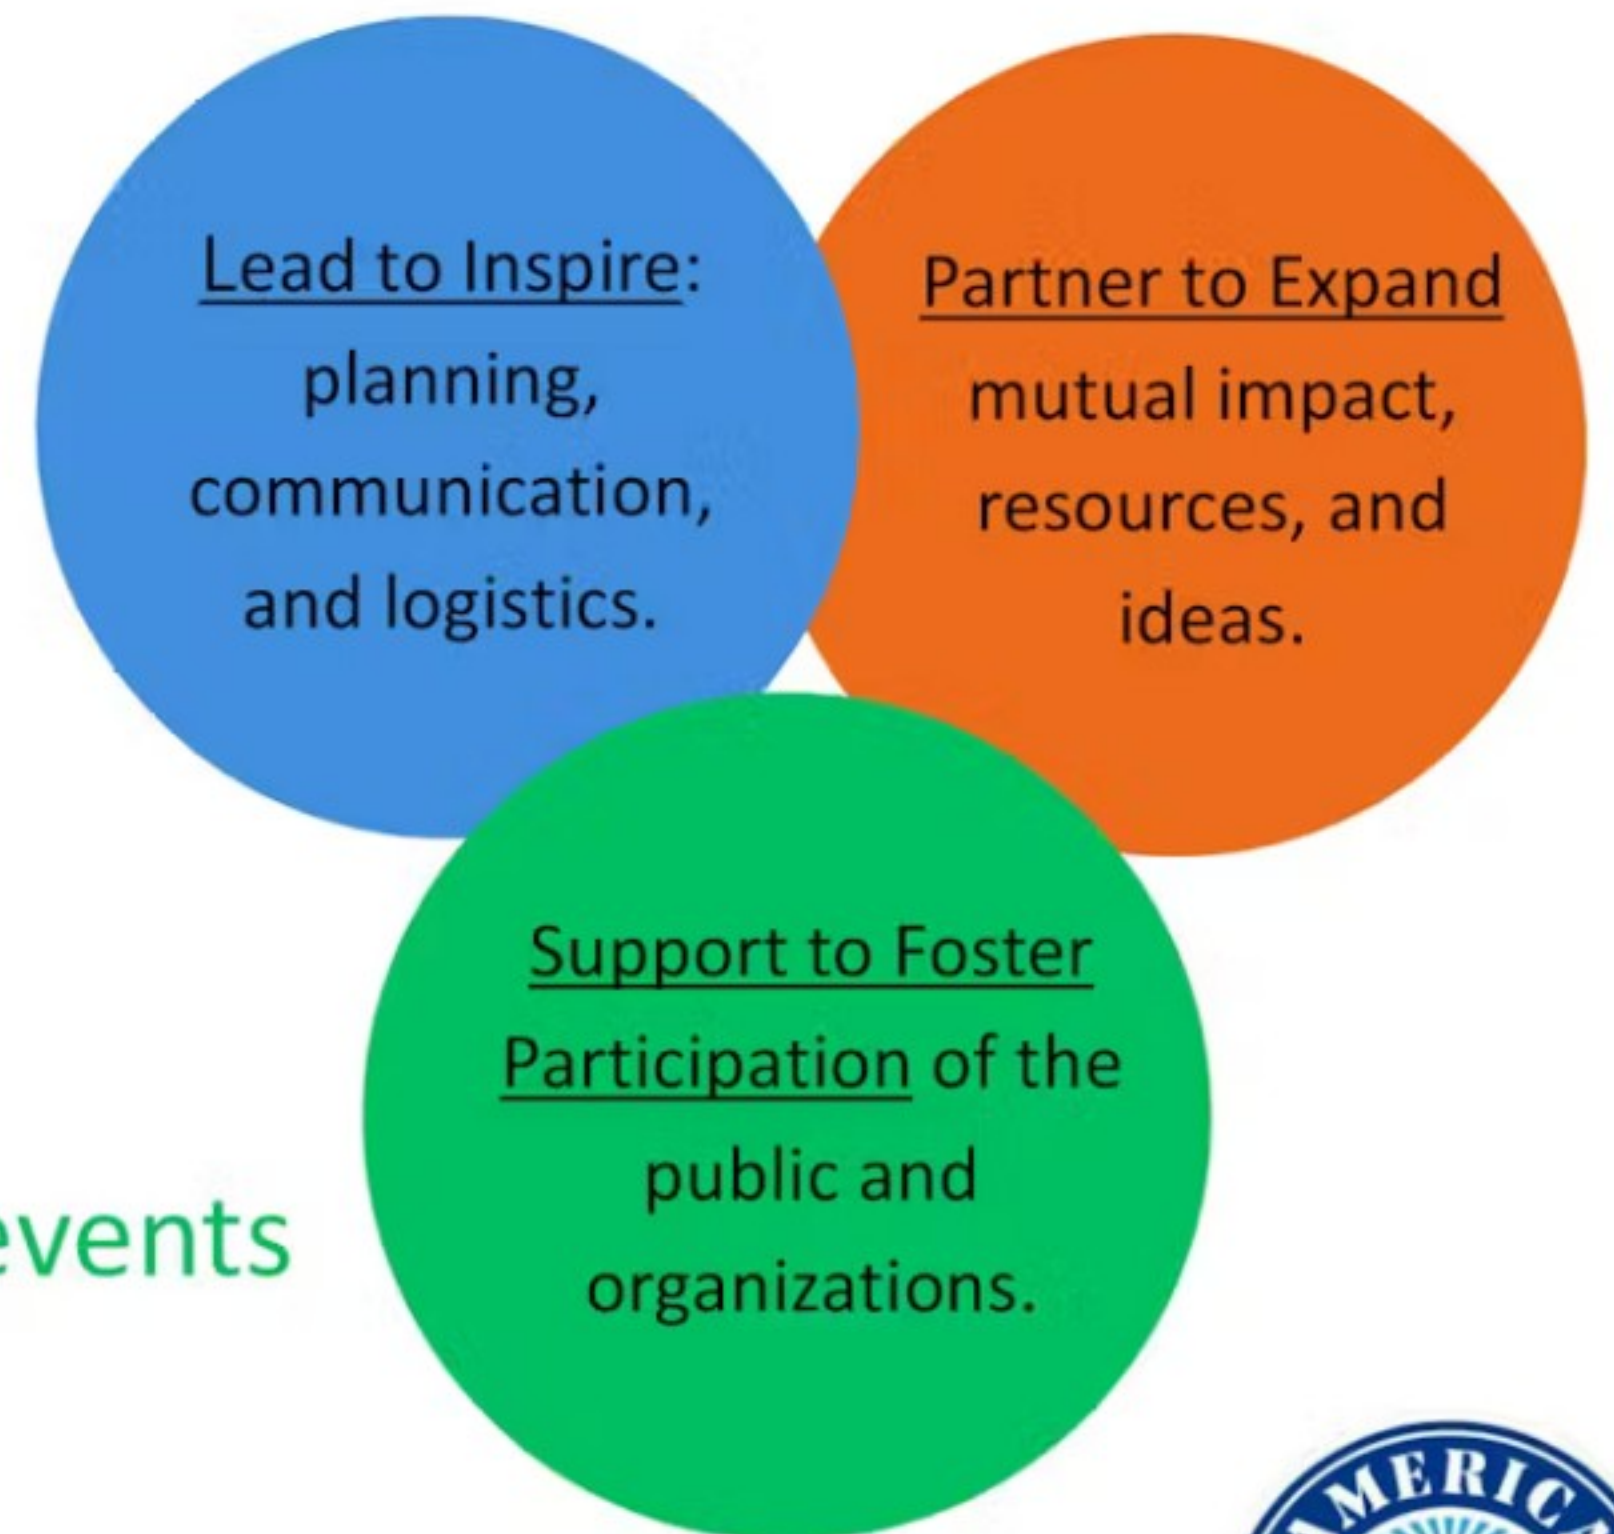 Lead to Inspire:
planning,
communication,
and logistics.
Partner to Expand
mutual impact,
resources, and
ideas.
Support to Foster
Participation of the
public and
organizations.
events